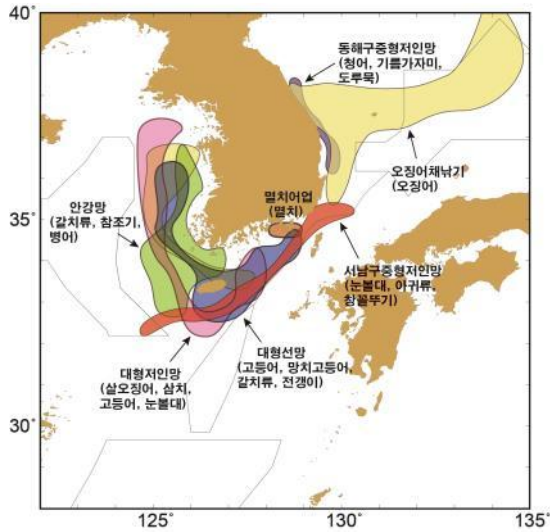 40°
동해구중형저인망
(청어, 기름가자미,
도루묵)
오징어채낚기
(오징어)
안강망
(갈치류, 참조기,
병어)
멸치어업
(멸치)
35°
서남구중형저인망
(눈볼대, 아귀류,
참꼴뚜기)
대형저인망
(살오징어, 삼치,
고등어, 눈볼대)
대형선망
(고등어, 망치고등어,
갈치류, 전갱이)
30°
125°
130°
135°